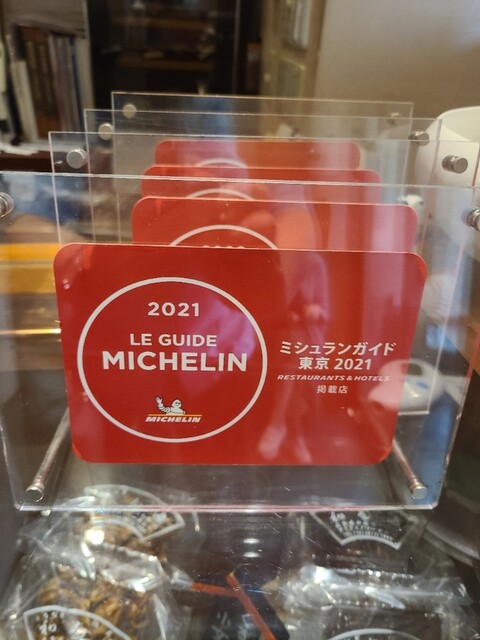 2021
LE GUIDE
MICHELIN
MICHELIN
ミシュランガイド
東京 2021
RESTAURANTS & HOTELS
掲載店